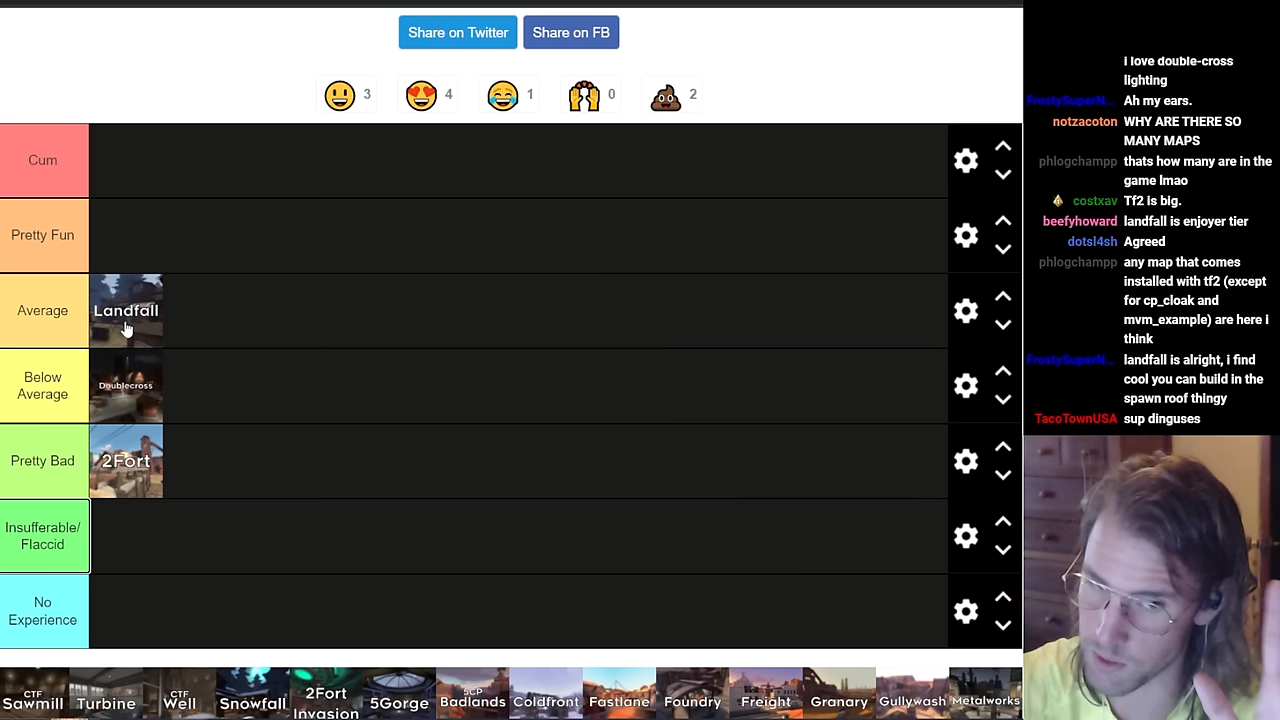 Share on Twitter
Share on FB
3
4
1
0
2
Cum
Pretty Fun
Average
Landfall
Below
Average
Doublecross
Pretty Bad
2Fort
Insufferable/
Flaccid
No
Experience
CTF
Sawmill
Turbine
CTF
Well
Snowfall
2Fort
Invasion
5Gorge
5CP
Badlands
Coldfront
Fastlane
Foundry
Freight
Granary
Gullywash
Metalworks
i love double-cross
lighting
FrostySuperN... Ah my ears.
notzacoton WHY ARE THERE SO
MANY MAPS
phlogchampp thats how many are in the
game lmao
costxav Tf2 is big.
beefyhoward landfall is enjoyer tier
dotsl4sh Agreed
phlogchampp any map that comes
installed with tf2 (except
for cp_cloak and
mvm_example) are here i
think
FrostySuperN... landfall is alright, i find
cool you can build in the
spawn roof thingy
TacoTownUSA sup dinguses